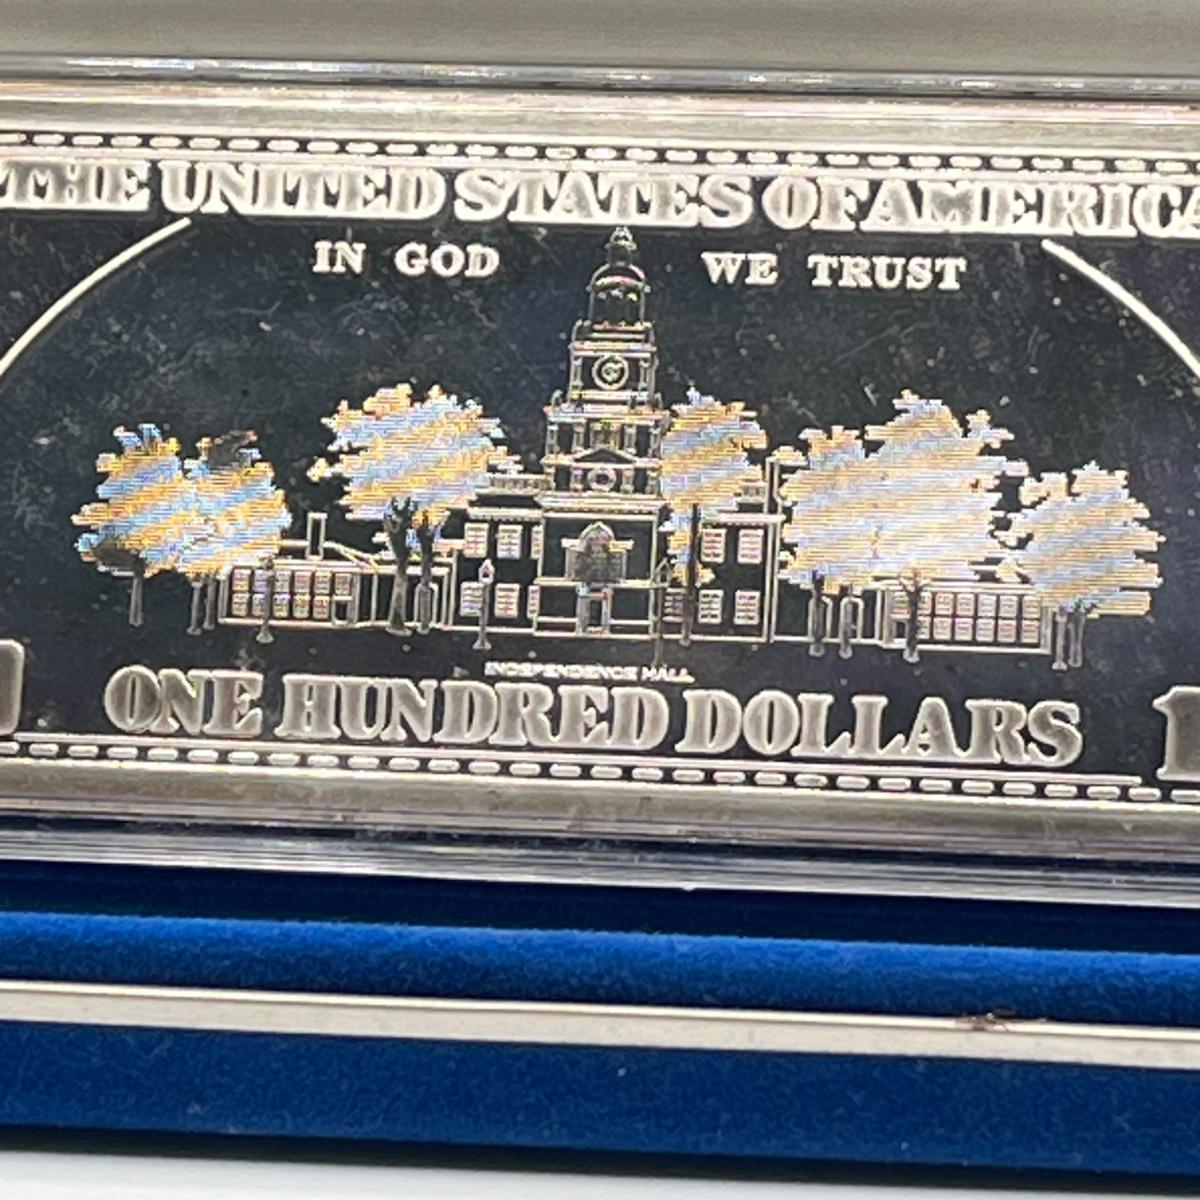 THE UNITED STATES OF AMERICA
IN GOD WE TRUST
INDEPENDENCE HALL
ONE HUNDRED DOLLARS